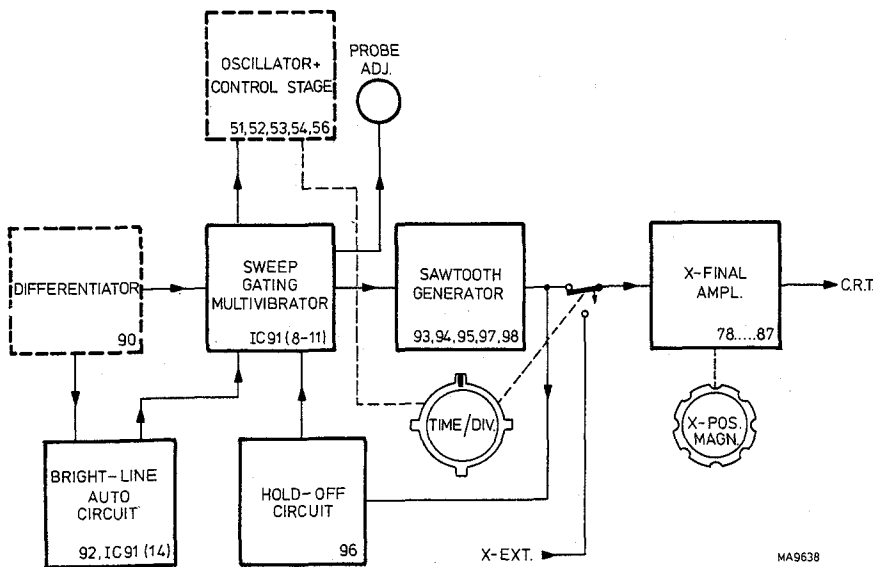 OSCILLATOR+
CONTROL STAGE
51,52,53,54,56
PROBE
ADJ.
DIFFERENTIATOR
90
SWEEP
GATING
MULTIVIBRATOR
IC91(8-11)
SAWTOOTH
GENERATOR
93,94,95,97,98
X-FINAL
AMPL.
78.....87
C.R.T.
TIME/DIV.
X-POS.
MAGN.
BRIGHT-LINE
AUTO
CIRCUIT
92,IC91(14)
HOLD-OFF
CIRCUIT
96
X-EXT.
MA9638